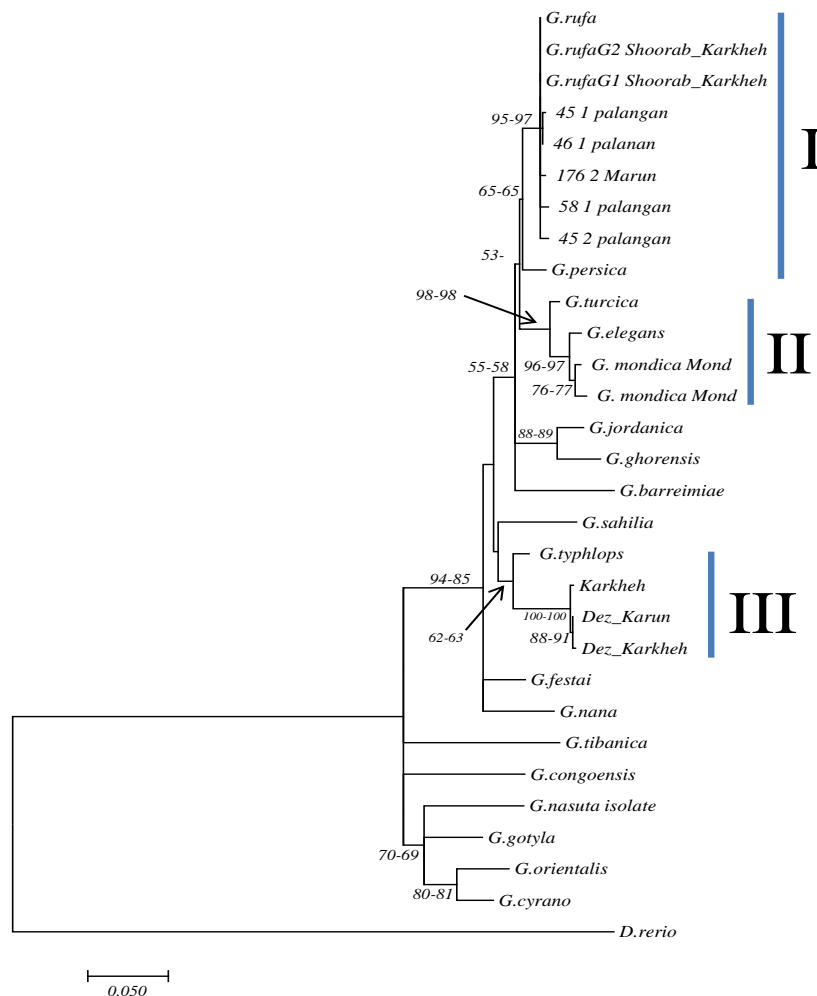 G.rufa
G.rufaG2 Shoorab_Karkheh
G.rufaG1 Shoorab_Karkheh
45 1 palangan
95-97
I
46 1 palanan
176 2 Marun
65-65
58 1 palangan
45 2 palangan
53-
G.persica
98-98
G.turcica
G.elegans
II
55-58
96-97
G. mondica Mond
76-77
G. mondica Mond
G.jordanica
88-89
G.ghorensis
G.barreimiae
G.sahilia
G.typhlops
94-85
Karkheh
III
100-100
Dez_Karun
62-63
88-91
Dez_Karkheh
G.festai
G.nana
G.tibanica
G.congoensis
G.nasuta isolate
G.gotyla
70-69
G.orientalis
80-81
G.cyrano
D.rerio
0.050